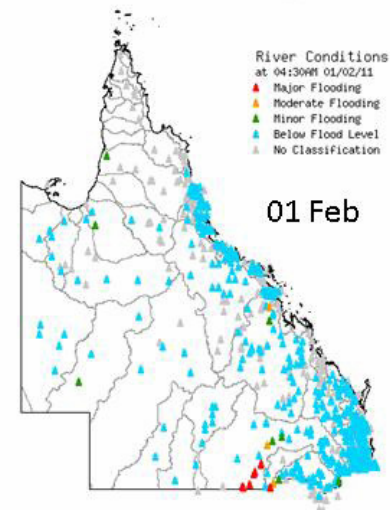 River Conditions
at 04:30AM 01/02/11
Major Flooding
Moderate Flooding
Minor Flooding
Below Flood Level
No Classification
01 Feb